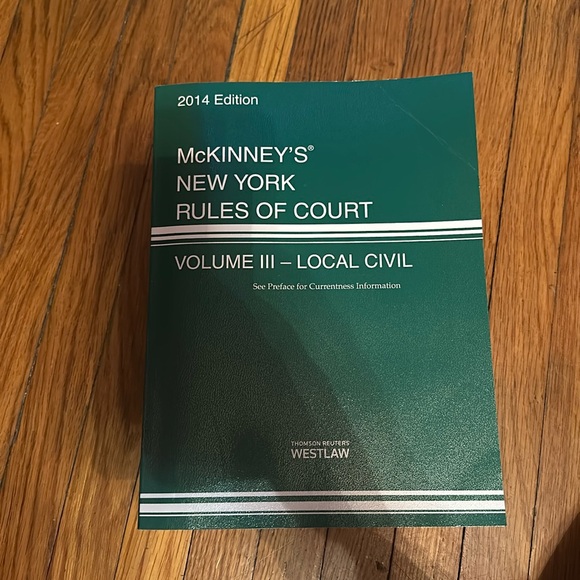 2014 Edition
McKINNEY'S®
NEW YORK
RULES OF COURT
VOLUME III – LOCAL CIVIL
See Preface for Currentness Information
THOMSON REUTERS
WESTLAW